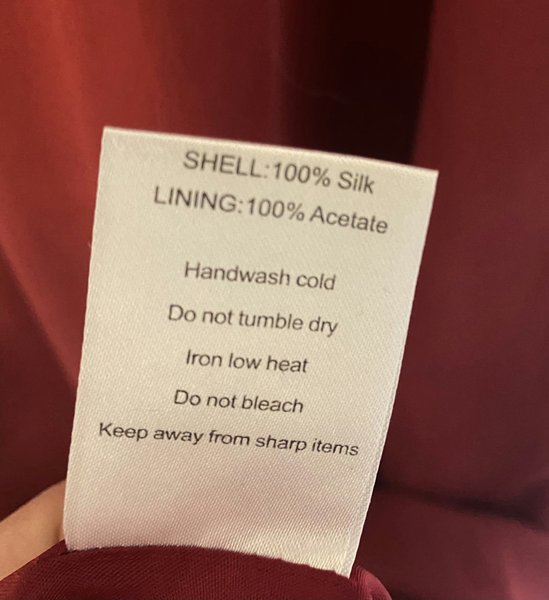 SHELL:100% Silk
LINING:100% Acetate
Handwash cold
Do not tumble dry
Iron low heat
Do not bleach
Keep away from sharp items